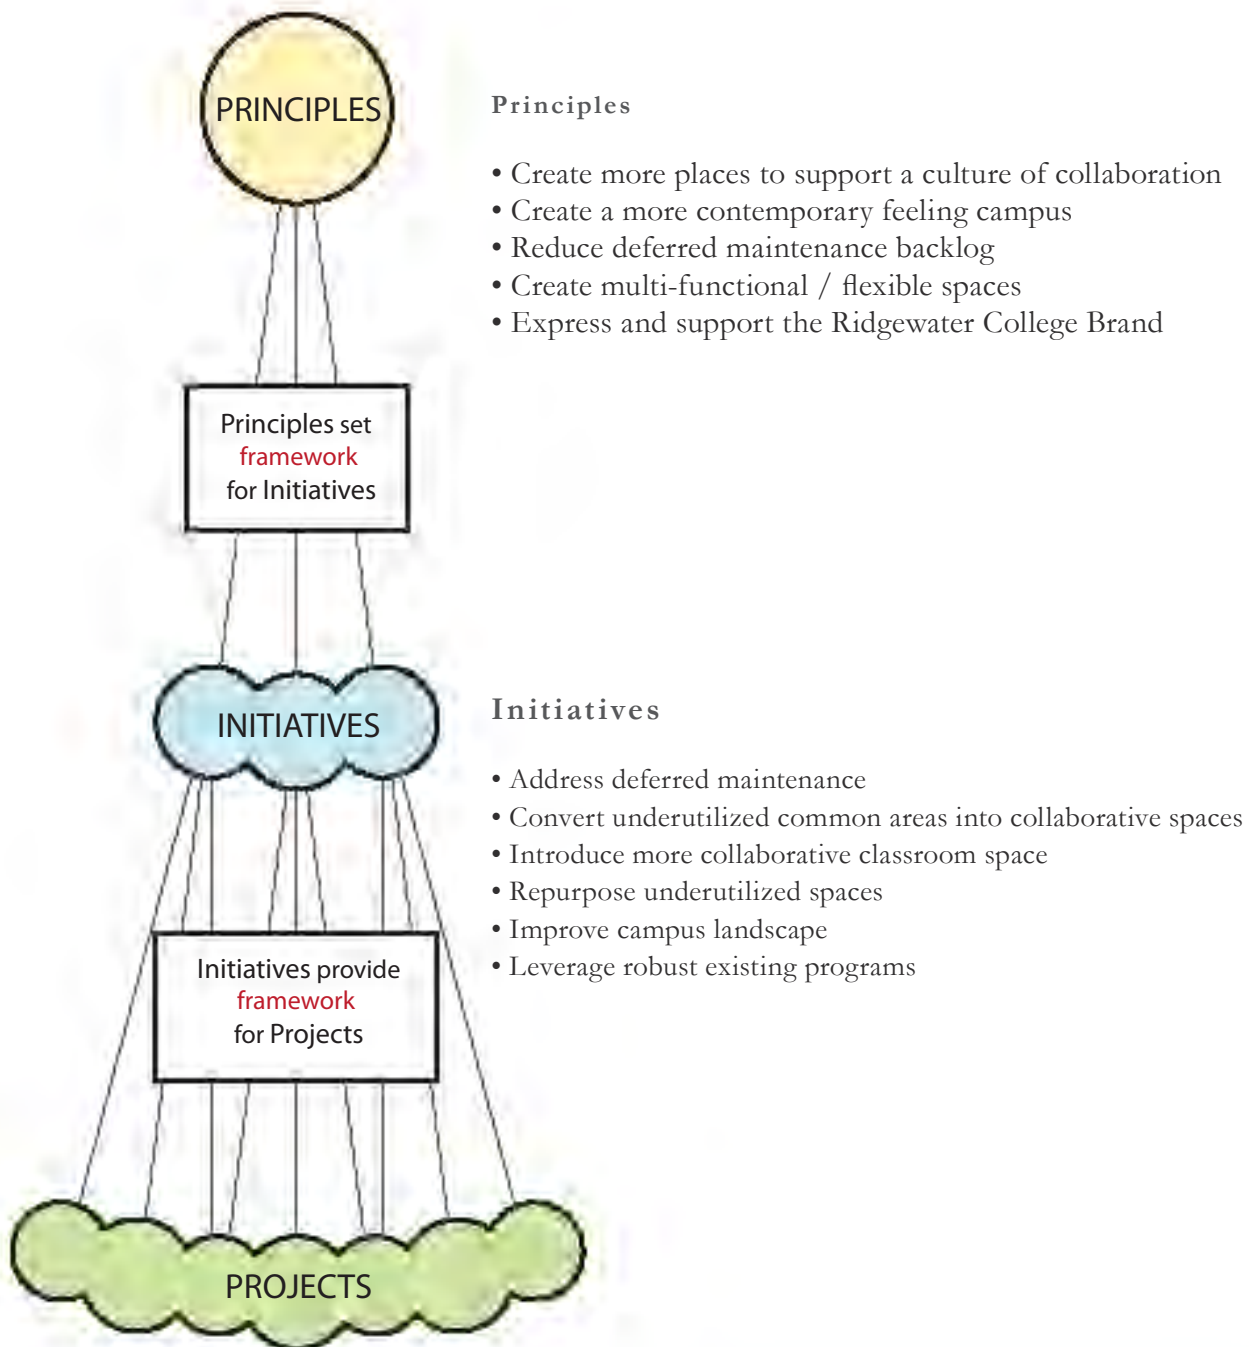 PRINCIPLES
Principles
• Create more places to support a culture of collaboration
• Create a more contemporary feeling campus
• Reduce deferred maintenance backlog
• Create multi-functional / flexible spaces
• Express and support the Ridgewater College Brand
Principles set
framework
for Initiatives
INITIATIVES
Initiatives
• Address deferred maintenance
• Convert underutilized common areas into collaborative spaces
• Introduce more collaborative classroom space
• Repurpose underutilized spaces
• Improve campus landscape
• Leverage robust existing programs
Initiatives provide
framework
for Projects
PROJECTS